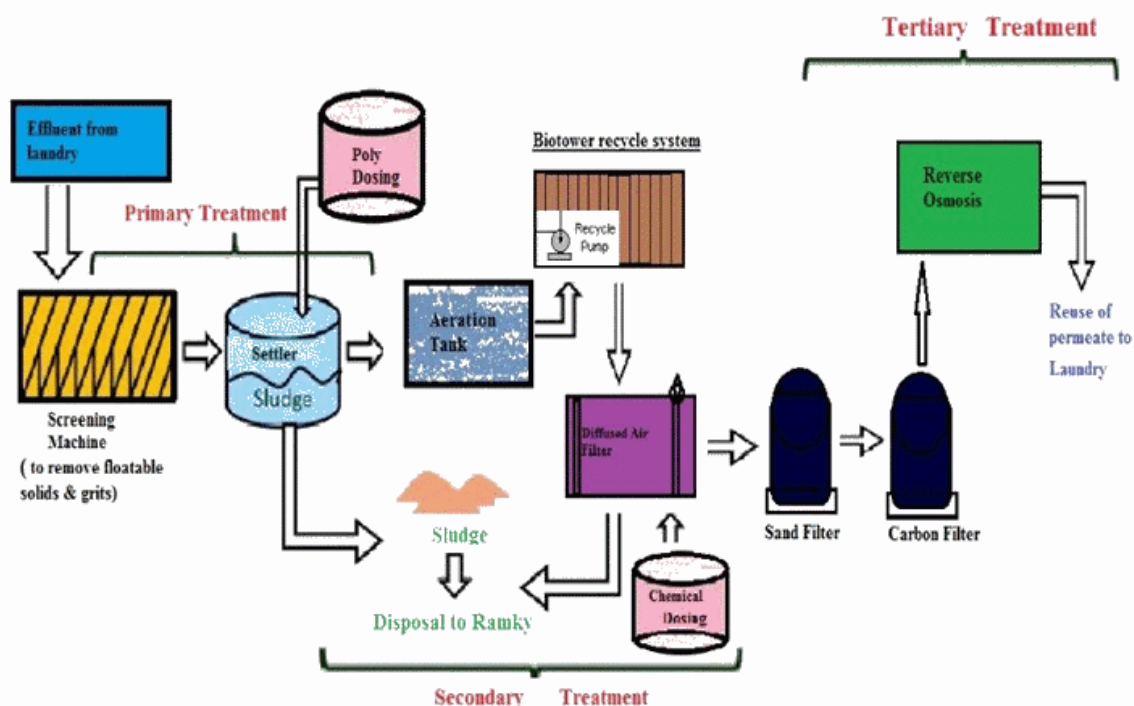 Tertiary Treatment
Effluent from
laundry
Poly
Dosing
Biotower recycle system
Reverse
Osmosis
Primary Treatment
Recycle
Pump
Aeration
Tank
Settler
Sludge
Reuse of
permeate to
Laundry
Screening
Machine
( to remove floatable
solids & grits)
Diffused Air
Filter
Sludge
Sand Filter
Carbon Filter
Disposal to Ramky
Chemical
Dosing
Secondary Treatment